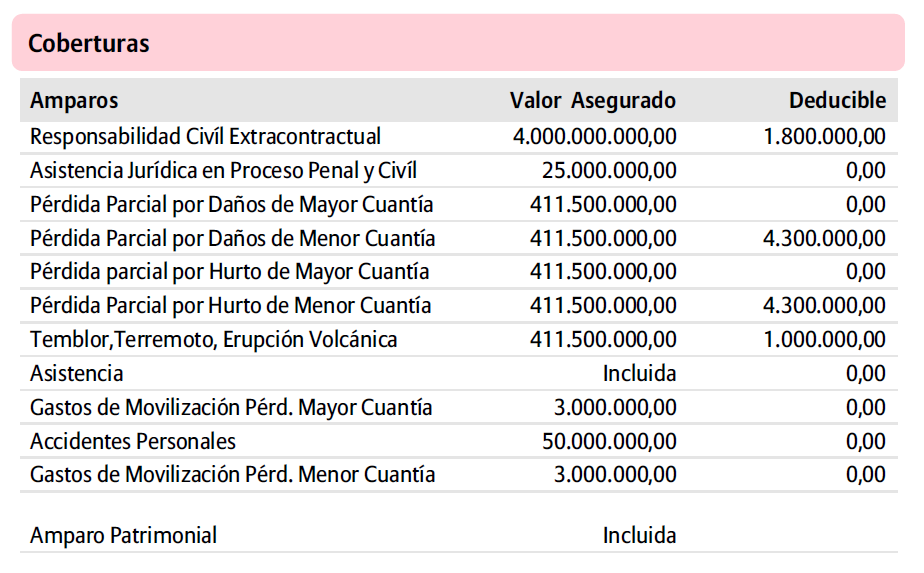 Coberturas
Amparos Valor Asegurado Deducible
Responsabilidad Civíl Extracontractual 4.000.000.000,00 1.800.000,00
Asistencia Jurídica en Proceso Penal y Civíl 25.000.000,00 0,00
Pérdida Parcial por Daños de Mayor Cuantía 411.500.000,00 0,00
Pérdida Parcial por Daños de Menor Cuantía 411.500.000,00 4.300.000,00
Pérdida parcial por Hurto de Mayor Cuantía 411.500.000,00 0,00
Pérdida Parcial por Hurto de Menor Cuantía 411.500.000,00 4.300.000,00
Temblor,Terremoto, Erupción Volcánica 411.500.000,00 1.000.000,00
Asistencia Incluida 0,00
Gastos de Movilización Pérd. Mayor Cuantía 3.000.000,00 0,00
Accidentes Personales 50.000.000,00 0,00
Gastos de Movilización Pérd. Menor Cuantía 3.000.000,00 0,00
Amparo Patrimonial Incluida